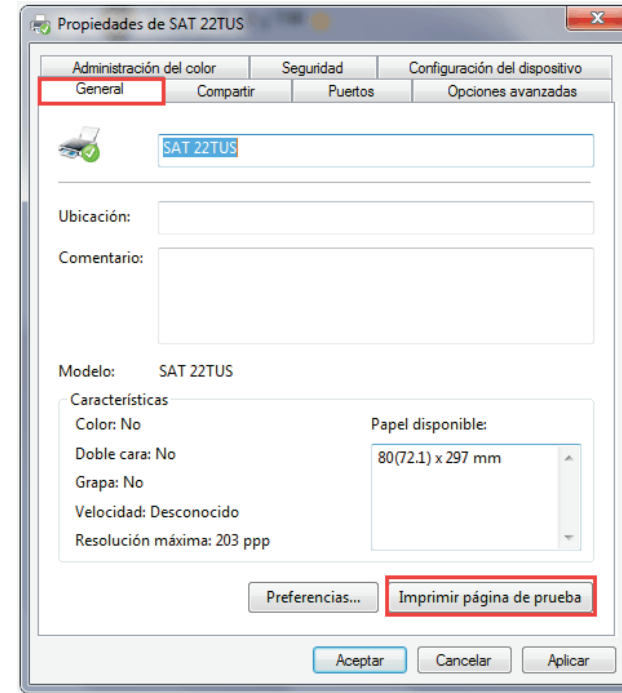 Propiedades de SAT 22TUS
Administración del color Seguridad Configuración del dispositivo
General Compartir Puertos Opciones avanzadas
SAT 22TUS
Ubicación:
Comentario:
Modelo: SAT 22TUS
Características
Color: No Papel disponible:
Doble cara: No 80(72.1) x 297 mm
Grapa: No
Velocidad: Desconocido
Resolución máxima: 203 ppp
Preferencias... Imprimir página de prueba
Aceptar Cancelar Aplicar